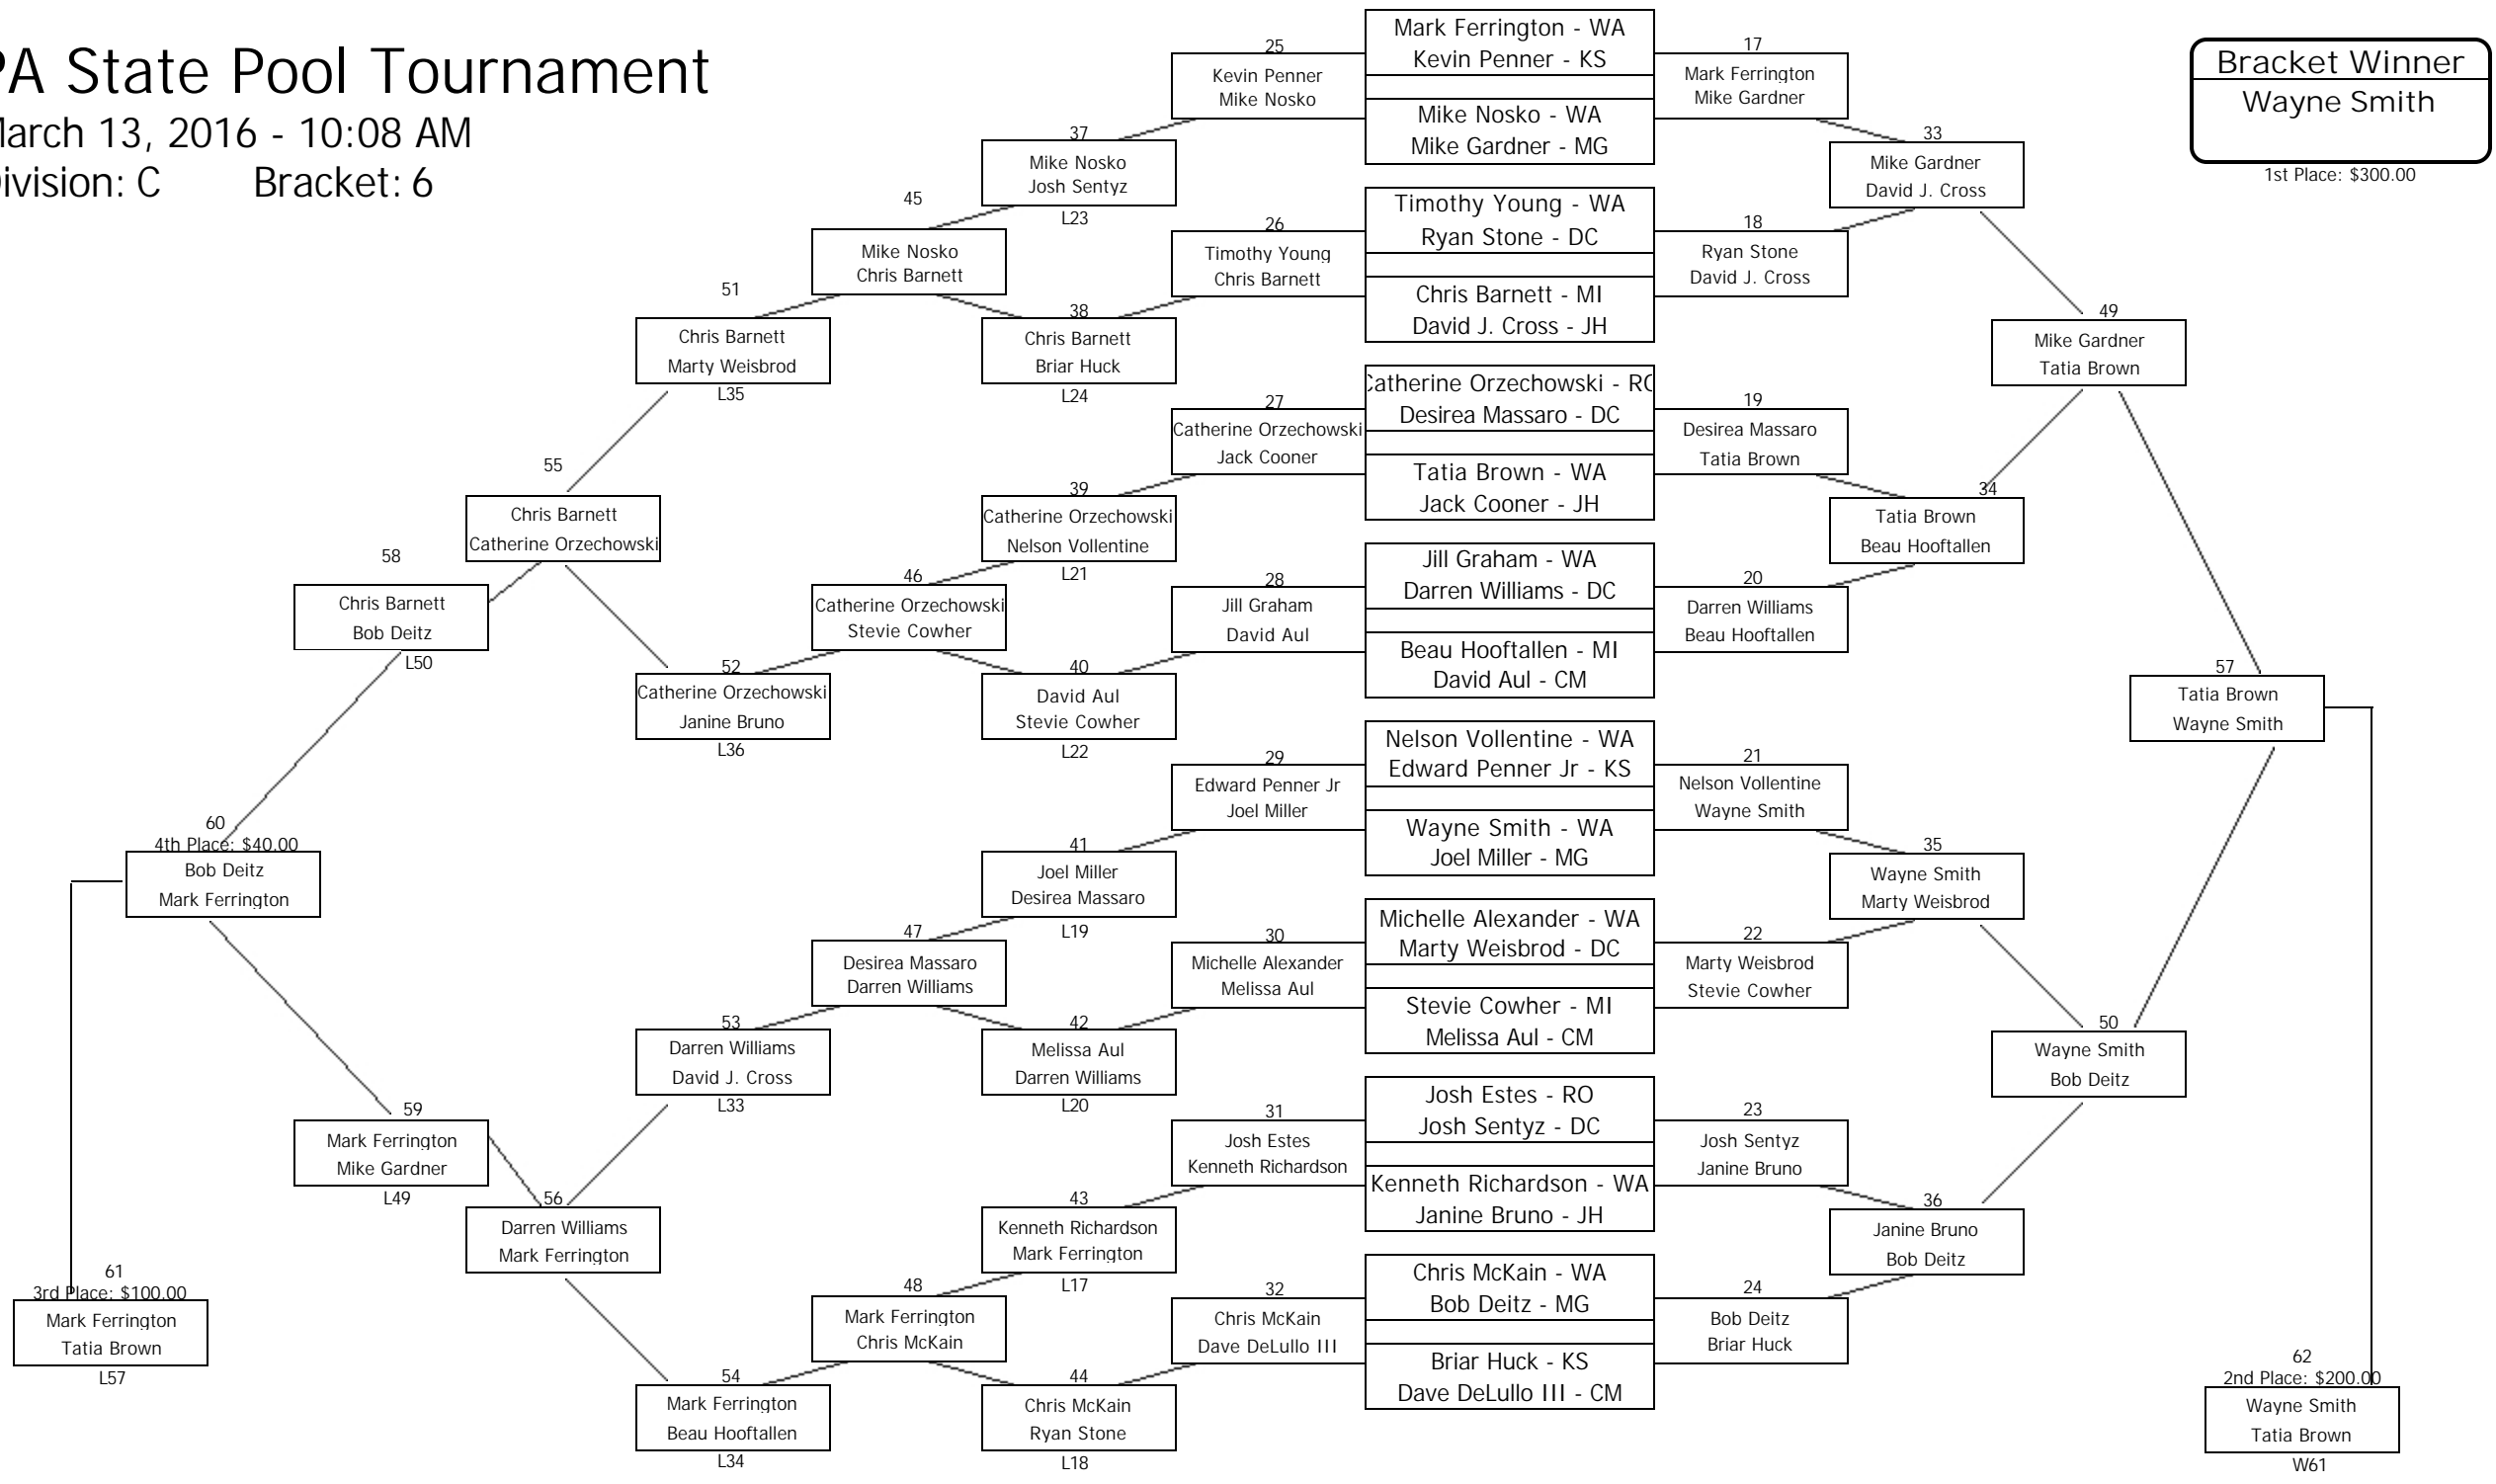 PA State Pool Tournament
March 13, 2016 - 10:08 AM
Division: C Bracket: 6
Bracket Winner
Wayne Smith
1st Place: $300.00
Mark Ferrington - WA
Kevin Penner - KS
Mike Nosko - WA
Mike Gardner - MG
Timothy Young - WA
Ryan Stone - DC
Chris Barnett - MI
David J. Cross - JH
Catherine Orzechowski - RO
Desirea Massaro - DC
Tatia Brown - WA
Jack Cooner - JH
Jill Graham - WA
Darren Williams - DC
Beau Hooftallen - MI
David Aul - CM
Nelson Vollentine - WA
Edward Penner Jr - KS
Wayne Smith - WA
Joel Miller - MG
Michelle Alexander - WA
Marty Weisbrod - DC
Stevie Cowher - MI
Melissa Aul - CM
Josh Estes - RO
Josh Sentyz - DC
Kenneth Richardson - WA
Janine Bruno - JH
Chris McKain - WA
Bob Deitz - MG
Briar Huck - KS
Dave DeLullo III - CM
17
Mark Ferrington
Mike Gardner
18
Ryan Stone
David J. Cross
19
Desirea Massaro
Tatia Brown
20
Darren Williams
Beau Hooftallen
21
Nelson Vollentine
Wayne Smith
22
Marty Weisbrod
Stevie Cowher
23
Josh Sentyz
Janine Bruno
24
Bob Deitz
Briar Huck
25
Kevin Penner
Mike Nosko
26
Timothy Young
Chris Barnett
27
Catherine Orzechowski
Jack Cooner
28
Jill Graham
David Aul
29
Edward Penner Jr
Joel Miller
30
Michelle Alexander
Melissa Aul
31
Josh Estes
Kenneth Richardson
32
Chris McKain
Dave DeLullo III
33
Mike Gardner
David J. Cross
34
Tatia Brown
Beau Hooftallen
35
Wayne Smith
Marty Weisbrod
36
Janine Bruno
Bob Deitz
37
Mike Nosko
Josh Sentyz
L23
38
Chris Barnett
Briar Huck
L24
39
Catherine Orzechowski
Nelson Vollentine
L21
40
David Aul
Stevie Cowher
L22
41
Joel Miller
Desirea Massaro
L19
42
Melissa Aul
Darren Williams
L20
43
Kenneth Richardson
Mark Ferrington
L17
44
Chris McKain
Ryan Stone
L18
45
Mike Nosko
Chris Barnett
46
Catherine Orzechowski
Stevie Cowher
47
Desirea Massaro
Darren Williams
48
Mark Ferrington
Chris McKain
49
Mike Gardner
Tatia Brown
50
Wayne Smith
Bob Deitz
51
Chris Barnett
Marty Weisbrod
L35
52
Catherine Orzechowski
Janine Bruno
L36
53
Darren Williams
David J. Cross
L33
54
Mark Ferrington
Beau Hooftallen
L34
55
Chris Barnett
Catherine Orzechowski
56
Darren Williams
Mark Ferrington
57
Tatia Brown
Wayne Smith
58
Chris Barnett
Bob Deitz
L50
59
Mark Ferrington
Mike Gardner
L49
60
4th Place: $40.00
Bob Deitz
Mark Ferrington
61
3rd Place: $100.00
Mark Ferrington
Tatia Brown
L57
62
2nd Place: $200.00
Wayne Smith
Tatia Brown
W61